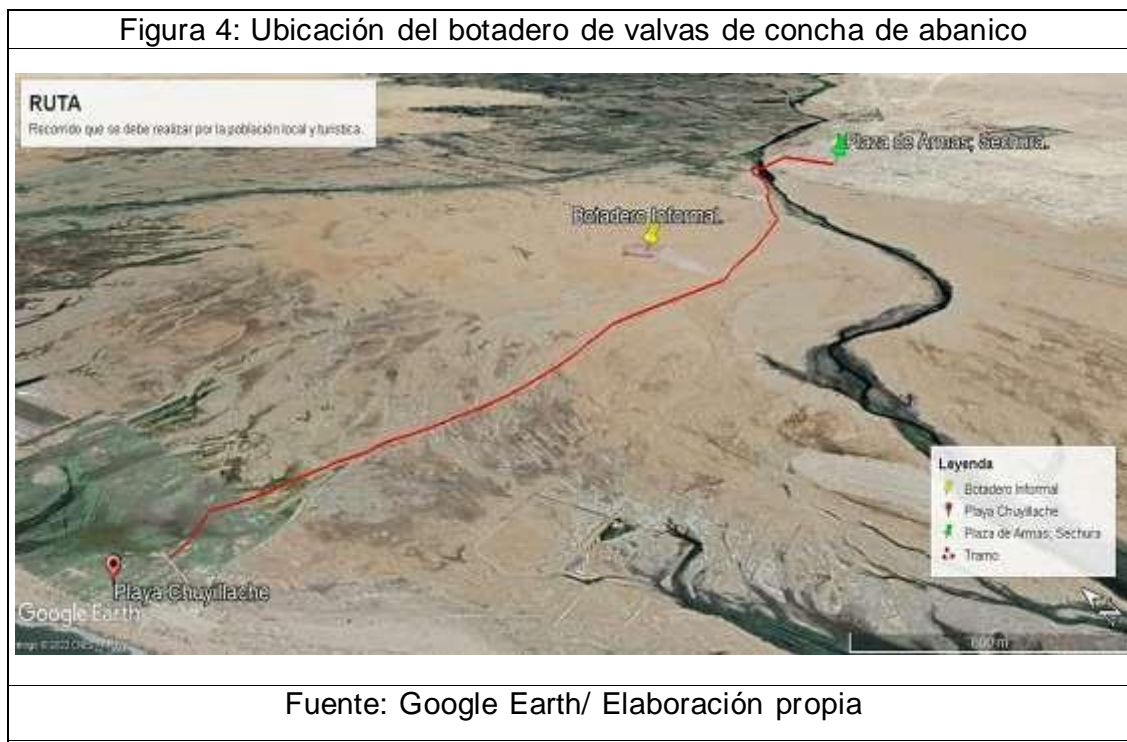 Figura 4: Ubicación del botadero de valvas de concha de abanico
RUTA
Recorrido que se debe realizar por la población local y turística.
Plaza de Armas; Sechura.
Botadero Informal.
Playa Chuyillache
Leyenda
Botadero Informal
Playa Chuyillache
Plaza de Armas; Sechura
Tramo
Google Earth
600 m
Fuente: Google Earth/ Elaboración propia